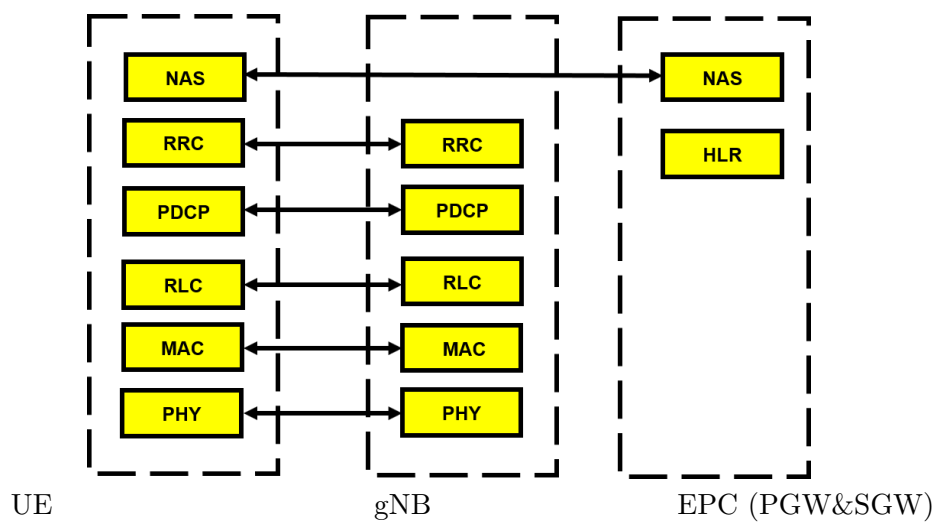 NAS NAS
RRC RRC HLR
PDCP PDCP
RLC RLC
MAC MAC
PHY PHY
UE gNB EPC (PGW&SGW)